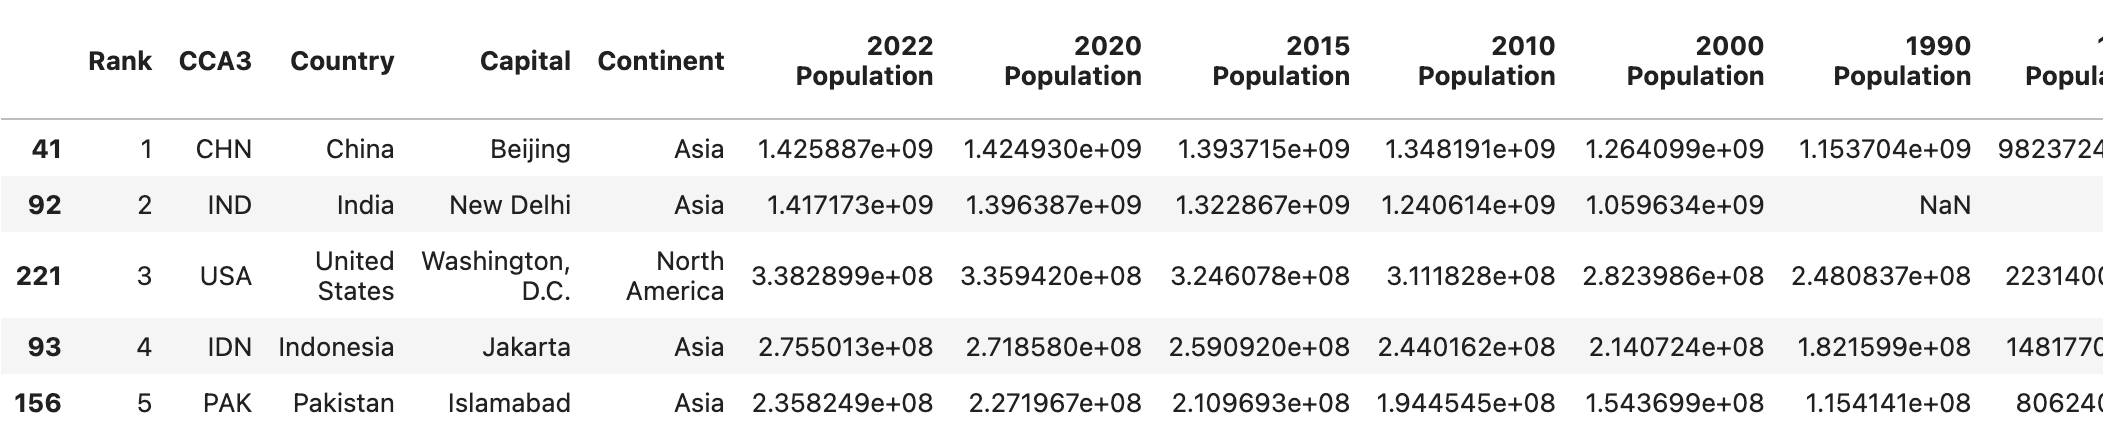 Rank CCA3 Country Capital Continent 2022 Population 2020 Population 2015 Population 2010 Population 2000 Population 1990 Population
41 1 CHN China Beijing Asia 1.425887e+09 1.424930e+09 1.393715e+09 1.348191e+09 1.264099e+09 1.153704e+09 9823724
92 2 IND India New Delhi Asia 1.417173e+09 1.396387e+09 1.322867e+09 1.240614e+09 1.059634e+09 NaN
221 3 USA United States Washington, D.C. North America 3.382899e+08 3.359420e+08 3.246078e+08 3.111828e+08 2.823986e+08 2.480837e+08 223140
93 4 IDN Indonesia Jakarta Asia 2.755013e+08 2.718580e+08 2.590920e+08 2.440162e+08 2.140724e+08 1.821599e+08 148177
156 5 PAK Pakistan Islamabad Asia 2.358249e+08 2.271967e+08 2.109693e+08 1.944545e+08 1.543699e+08 1.154141e+08 80624